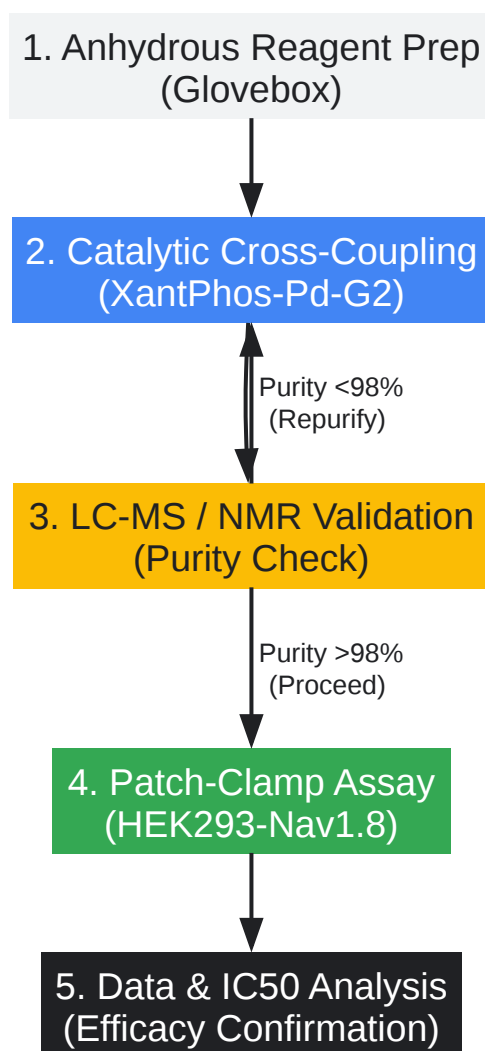 1. Anhydrous Reagent Prep
(Glovebox)
2. Catalytic Cross-Coupling
(XantPhos-Pd-G2)
Purity <98%
(Repurify)
3. LC-MS / NMR Validation
(Purity Check)
Purity >98%
(Proceed)
4. Patch-Clamp Assay
(HEK293-Nav1.8)
5. Data & IC50 Analysis
(Efficacy Confirmation)